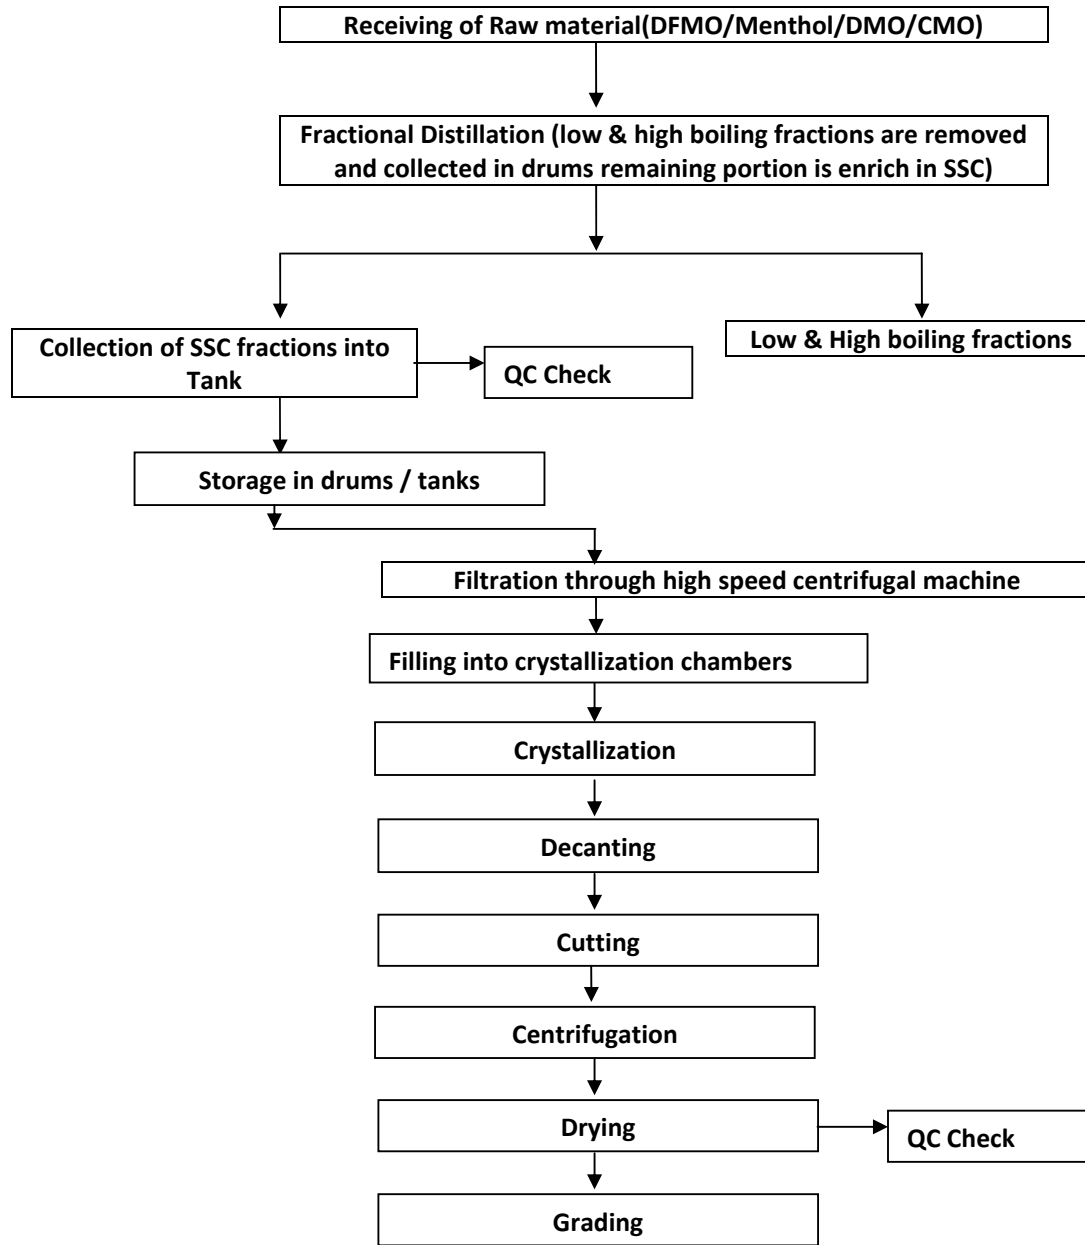 Receiving of Raw material(DFMO/Menthol/DMO/CMO)
Fractional Distillation (low & high boiling fractions are removed
and collected in drums remaining portion is enrich in SSC)
Low & High boiling fractions
Collection of SSC fractions into
Tank
QC Check
Storage in drums / tanks
Filtration through high speed centrifugal machine
Filling into crystallization chambers
Crystallization
Decanting
Cutting
Centrifugation
Drying
QC Check
Grading